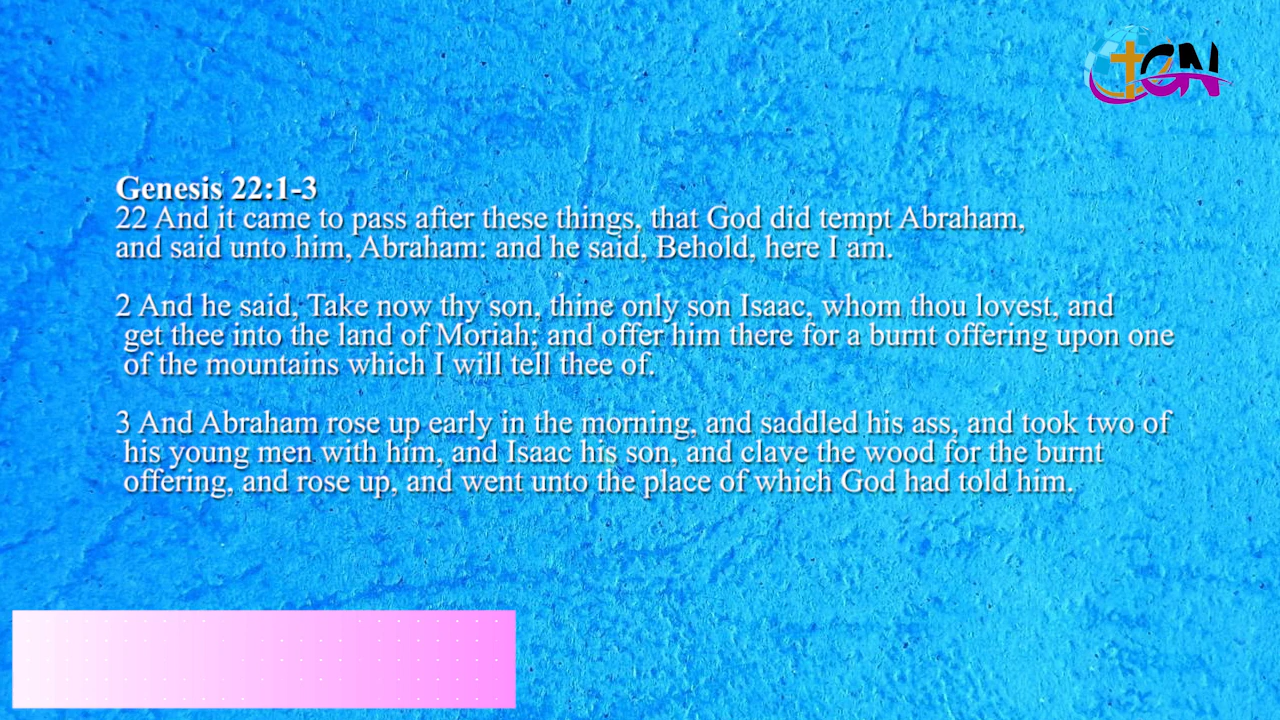 GN
Genesis 22:1-3
22 And it came to pass after these things, that God did tempt Abraham,
and said unto him, Abraham: and he said, Behold, here I am.
2 And he said, Take now thy son, thine only son Isaac, whom thou lovest, and
get thee into the land of Moriah; and offer him there for a burnt offering upon one
of the mountains which I will tell thee of.
3 And Abraham rose up early in the morning, and saddled his ass, and took two of
his young men with him, and Isaac his son, and clave the wood for the burnt
offering, and rose up, and went unto the place of which God had told him.